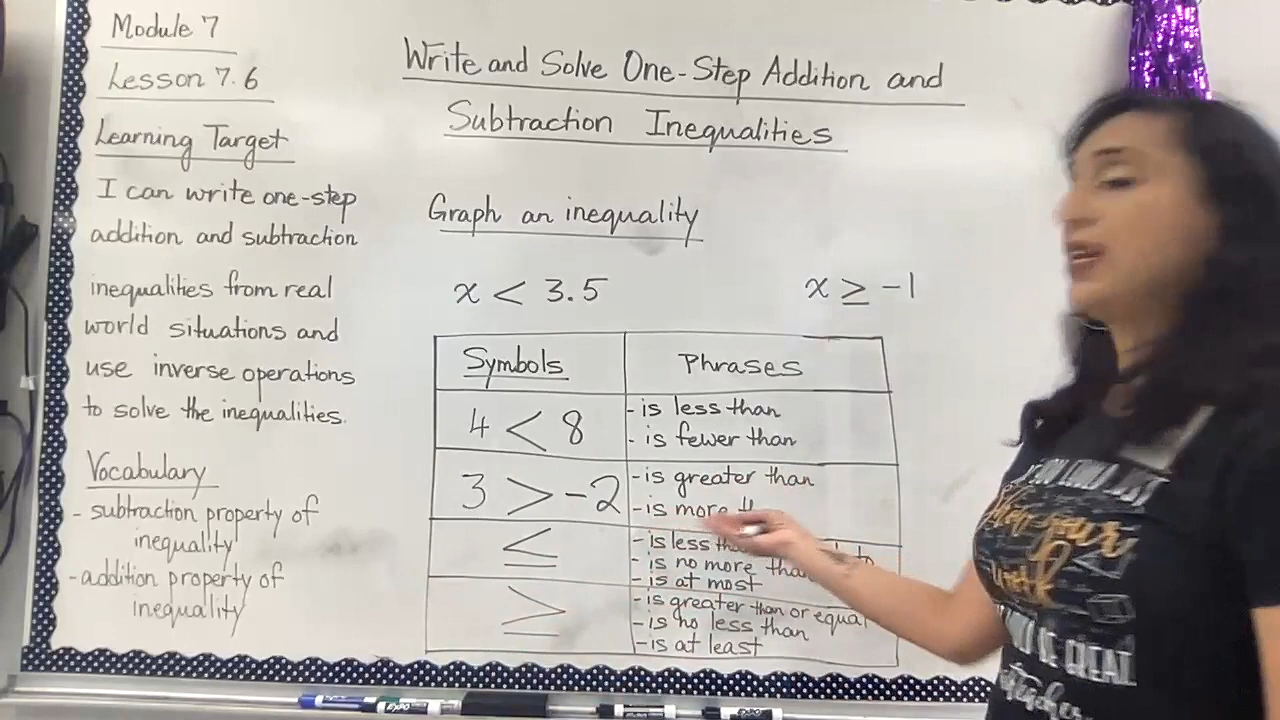 Module 7
Lesson 7.6
Learning Target
I can write one-step
addition and subtraction
inequalities from real
world situations and
use inverse operations
to solve the inequalities.
Vocabulary
- subtraction property of
inequality
- addition property of
inequality
Write and Solve One-Step Addition and
Subtraction Inequalities
Graph an inequality
x < 3.5
x ≥ -1
Symbols
Phrases
4 < 8
- is less than
- is fewer than
3 > -2
- is greater than
- is more
≤
- is less
- is no more than
- is at most
≥
- is greater than or equal
- is no less than
- is at least
EXPO